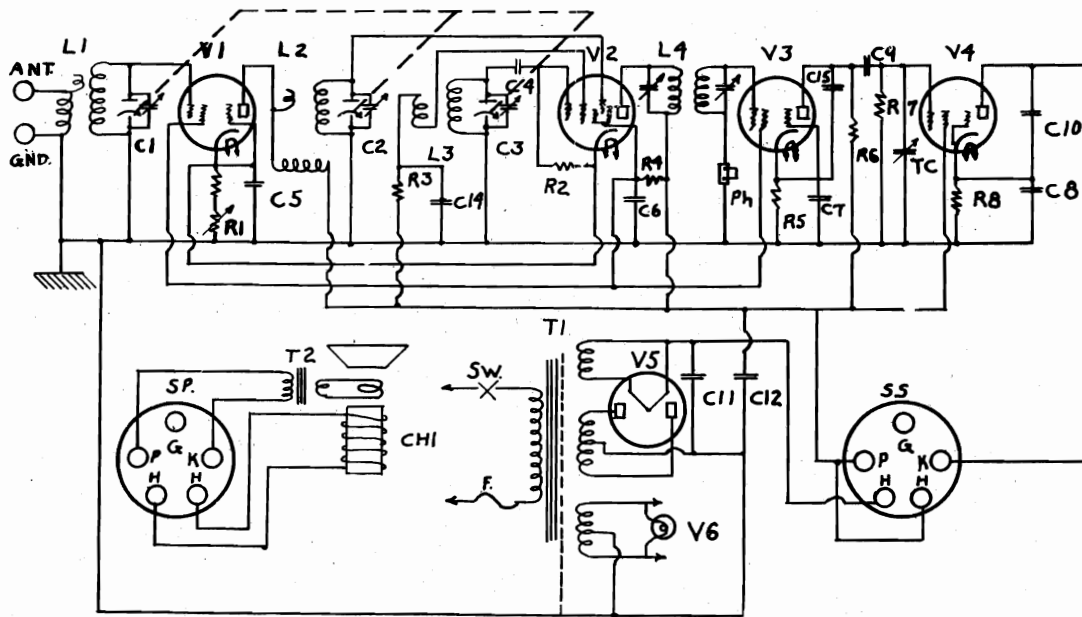 L1
V1
L2
V2
L4
V3
C9
V4
ANT.
GND.
C1
C2
C3
C4
C15
R7
C10
L3
R1
C5
R3
C14
R2
R4
C6
Ph
R5
C7
R6
TC
R8
C8
T1
T2
SP.
SW.
V5
C11
C12
SS
G
P
K
H H
CH1
F.
V6
G
P
K
H H